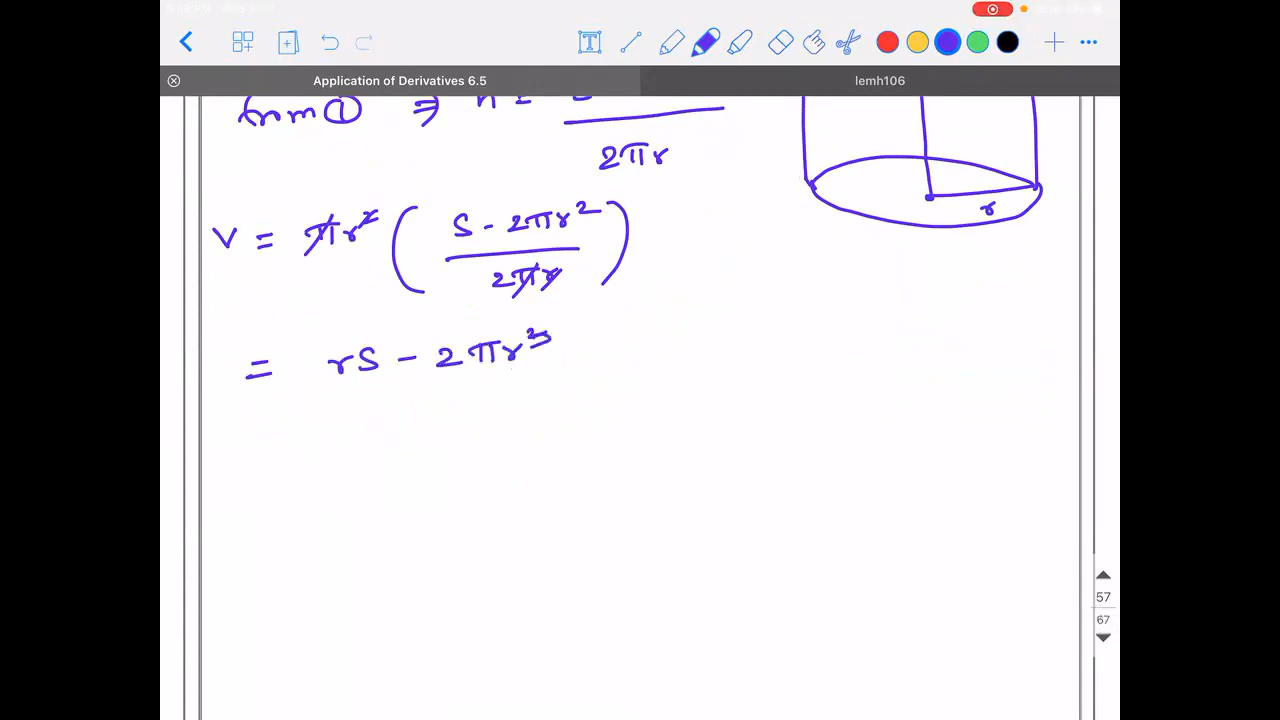 Application of Derivatives 6.5
lemh106
from ① ⇒ h =
2πr
r
V = πr² ( S - 2πr² / 2πr )
= rS - 2πr³
57
67